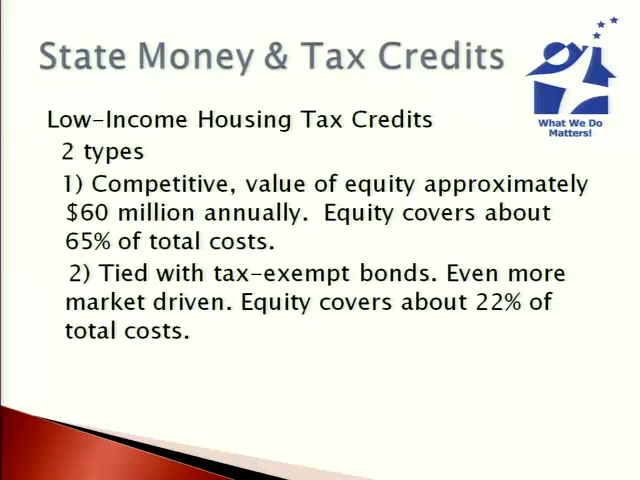 State Money & Tax Credits
What We Do
Matters!
Low-Income Housing Tax Credits
2 types
1) Competitive, value of equity approximately
$60 million annually. Equity covers about
65% of total costs.
2) Tied with tax-exempt bonds. Even more
market driven. Equity covers about 22% of
total costs.